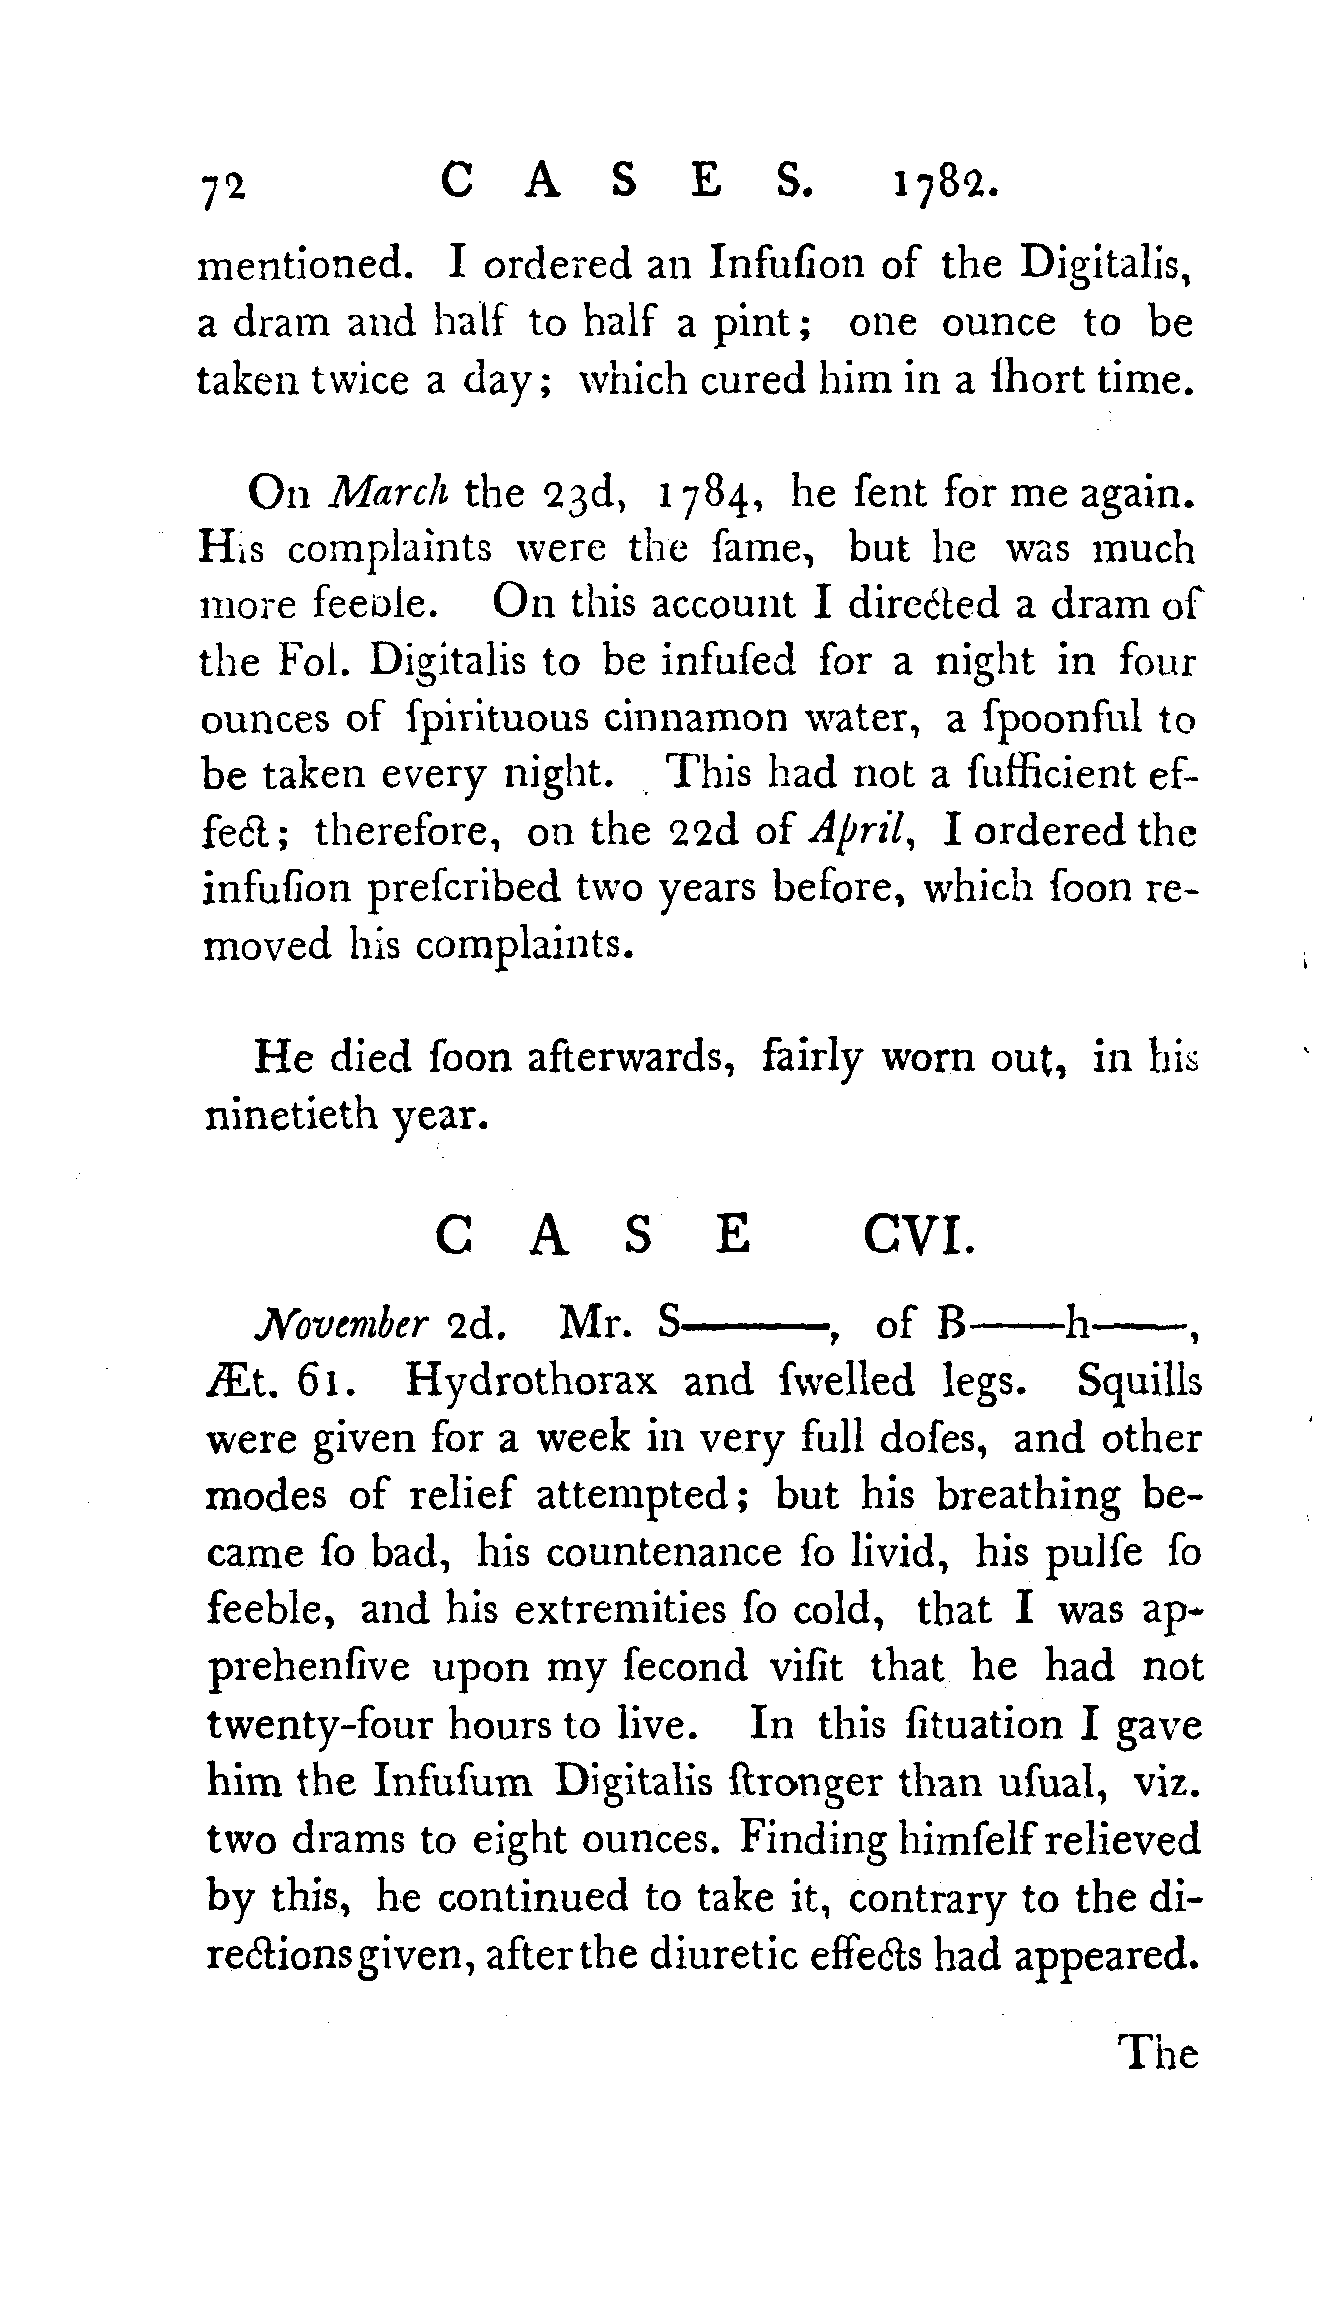 72 C A S E S. 1782.
mentioned. I ordered an Infuſion of the Digitalis,
a dram and half to half a pint; one ounce to be
taken twice a day; which cured him in a ſhort time.
On March the 23d, 1784, he ſent for me again.
His complaints were the ſame, but he was much
more feeble. On this account I directed a dram of
the Fol. Digitalis to be infuſed for a night in four
ounces of ſpirituous cinnamon water, a ſpoonful to
be taken every night. This had not a ſufficient ef-
fect; therefore, on the 22d of April, I ordered the
infuſion preſcribed two years before, which ſoon re-
moved his complaints.
He died ſoon afterwards, fairly worn out, in his
ninetieth year.
C A S E CVI.
November 2d. Mr. S———, of B——h——,
Æt. 61. Hydrothorax and ſwelled legs. Squills
were given for a week in very full doſes, and other
modes of relief attempted; but his breathing be-
came ſo bad, his countenance ſo livid, his pulſe ſo
feeble, and his extremities ſo cold, that I was ap-
prehenſive upon my ſecond viſit that he had not
twenty-four hours to live. In this ſituation I gave
him the Infuſum Digitalis ſtronger than uſual, viz.
two drams to eight ounces. Finding himſelf relieved
by this, he continued to take it, contrary to the di-
rections given, after the diuretic effects had appeared.
The